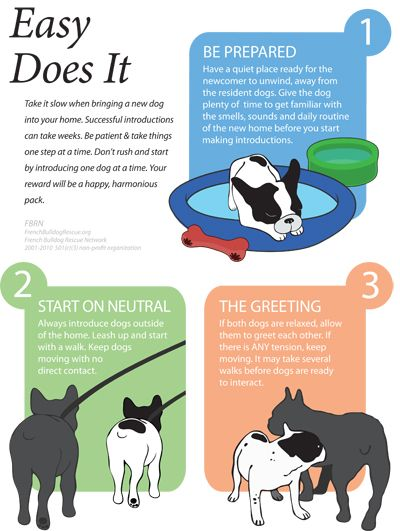 Easy
Does It
Take it slow when bringing a new dog
into your home. Successful introductions
can take weeks. Be patient & take things
one step at a time. Don't rush and start
by introducing one dog at a time. Your
reward will be a happy, harmonious
pack.
FBRN
FrenchBulldogRescue.org
French Bulldog Rescue Network
2001-2010 501(c)(3) non-profit organization
1
BE PREPARED
Have a quiet place ready for the
newcomer to unwind, away from
the resident dogs. Give the dog
plenty of time to get familiar with
the smells, sounds and daily routine
of the new home before you start
making introductions.
2
START ON NEUTRAL
Always introduce dogs outside
of the home. Leash up and start
with a walk. Keep dogs
moving with no
direct contact.
3
THE GREETING
If both dogs are relaxed, allow
them to greet each other. If
there is ANY tension, keep
moving. It may take several
walks before dogs are ready
to interact.